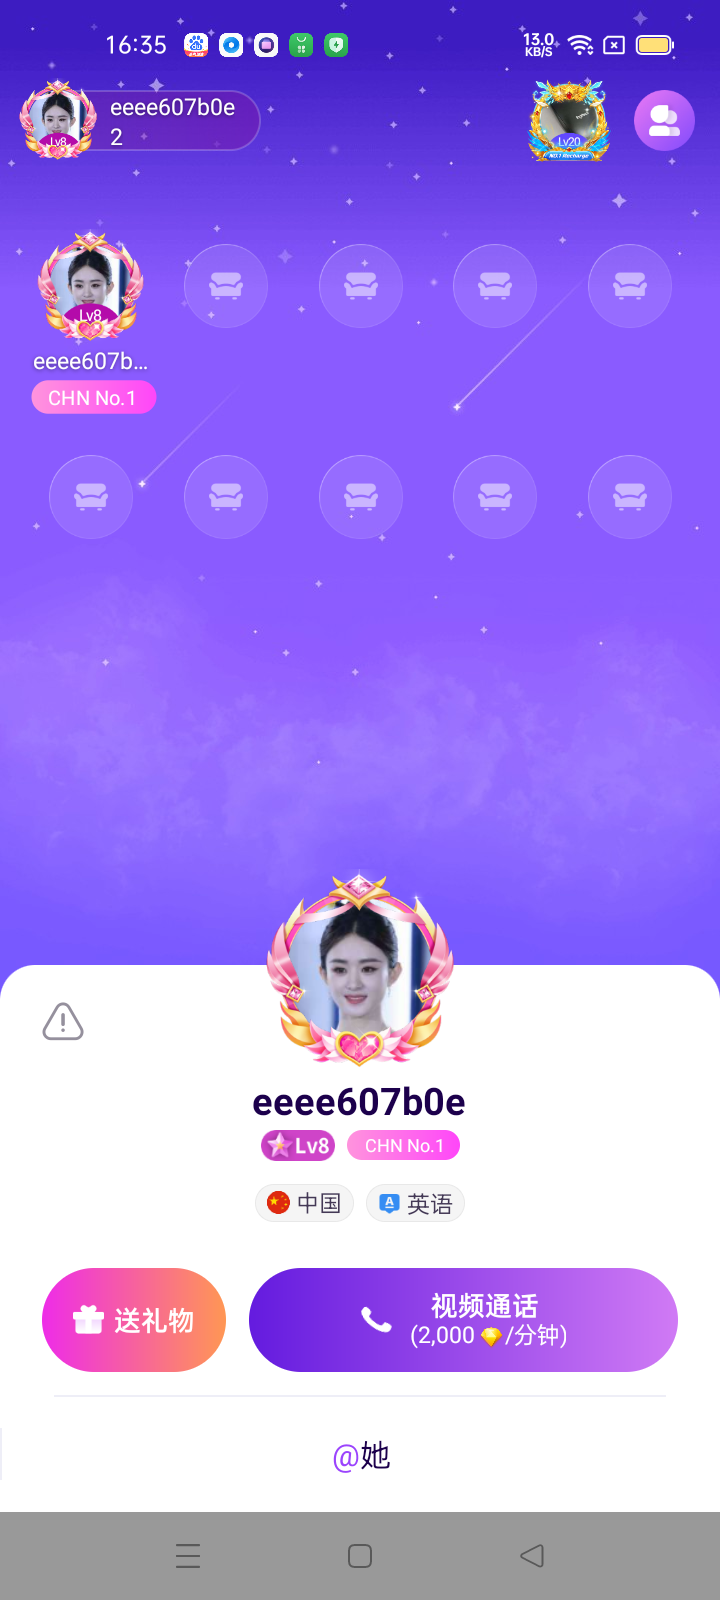 16:35
13.0
KB/S
eeee607b0e
2
Lv8
Lv20
NO.1 Recharge
Lv8
eeee607b...
CHN No.1
eeee607b0e
Lv8
CHN No.1
中国
英语
送礼物
视频通话
(2,000 /分钟)
@她